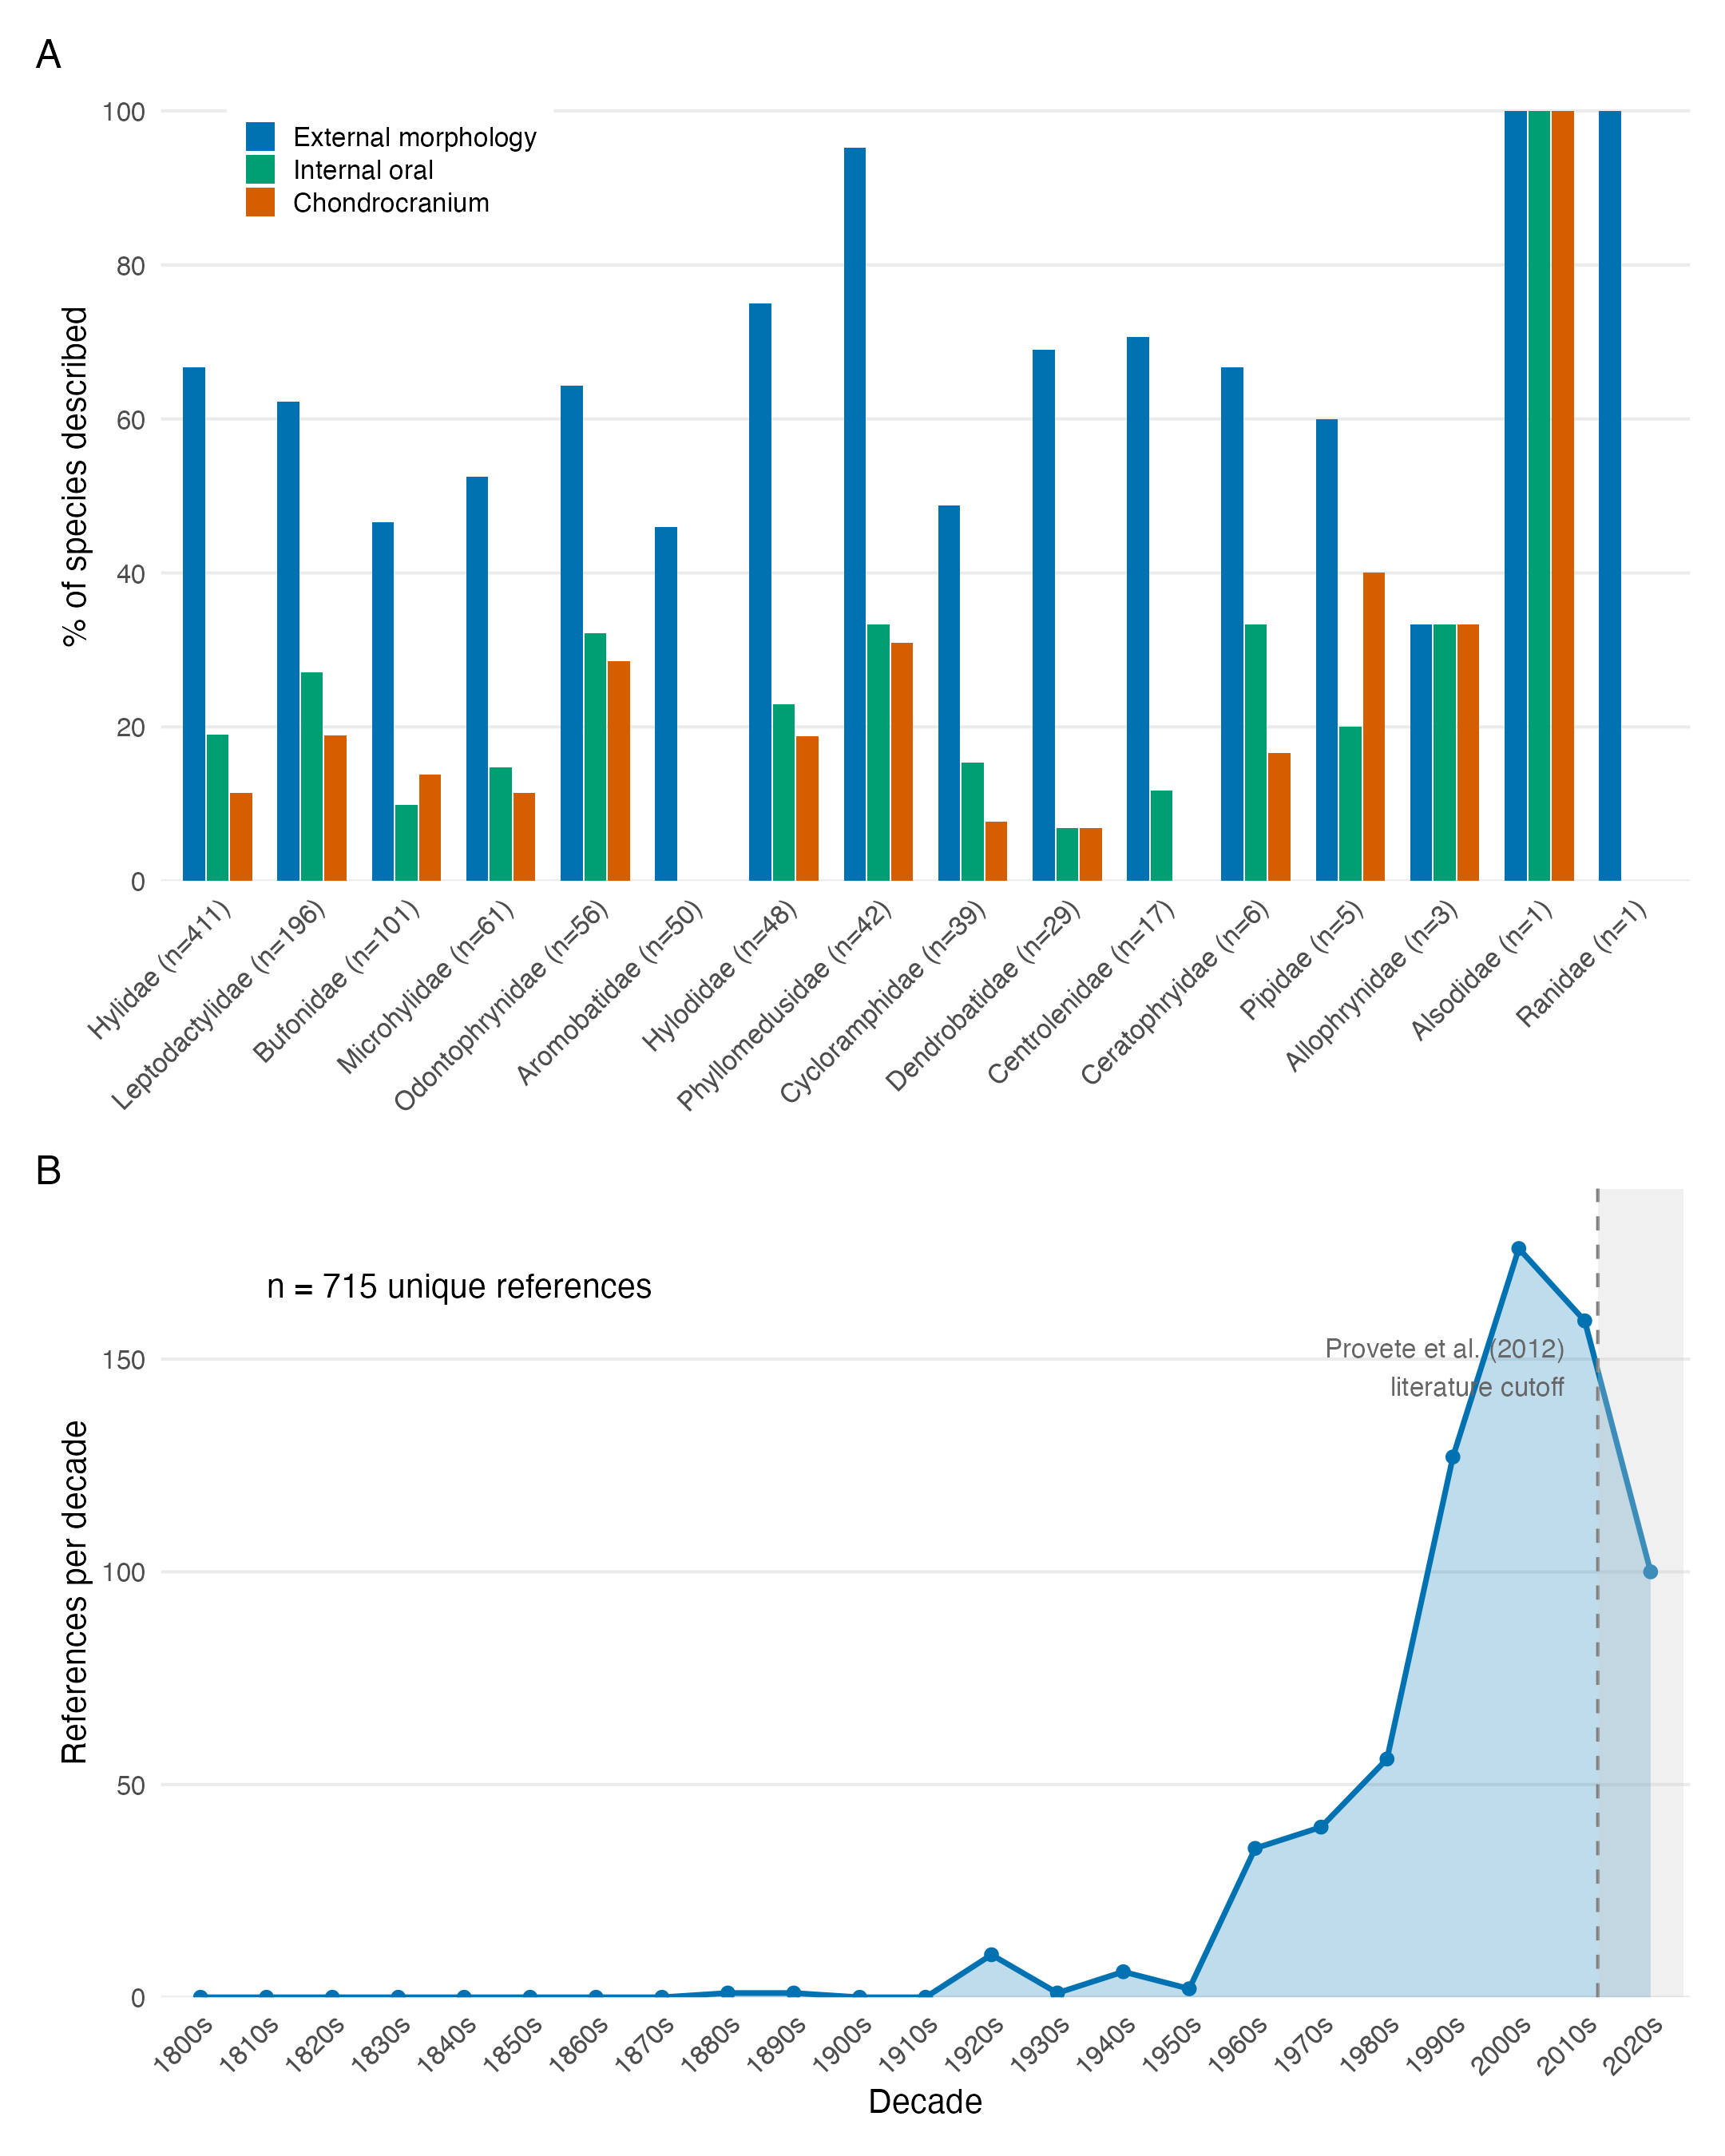 A
100
80
60
40
20
0
% of species described
External morphology
Internal oral
Chondrocranium
Hylidae (n=411)
Leptodactylidae (n=196)
Bufonidae (n=101)
Microhylidae (n=61)
Odontophrynidae (n=56)
Aromobatidae (n=50)
Hylodidae (n=48)
Phyllomedusidae (n=42)
Cycloramphidae (n=39)
Dendrobatidae (n=29)
Centrolenidae (n=17)
Ceratophryidae (n=6)
Pipidae (n=5)
Allophrynidae (n=3)
Alsodidae (n=1)
Ranidae (n=1)
B
n = 715 unique references
Provete et al. (2012)
literature cutoff
150
100
50
0
References per decade
1800s
1810s
1820s
1830s
1840s
1850s
1860s
1870s
1880s
1890s
1900s
1910s
1920s
1930s
1940s
1950s
1960s
1970s
1980s
1990s
2000s
2010s
2020s
Decade